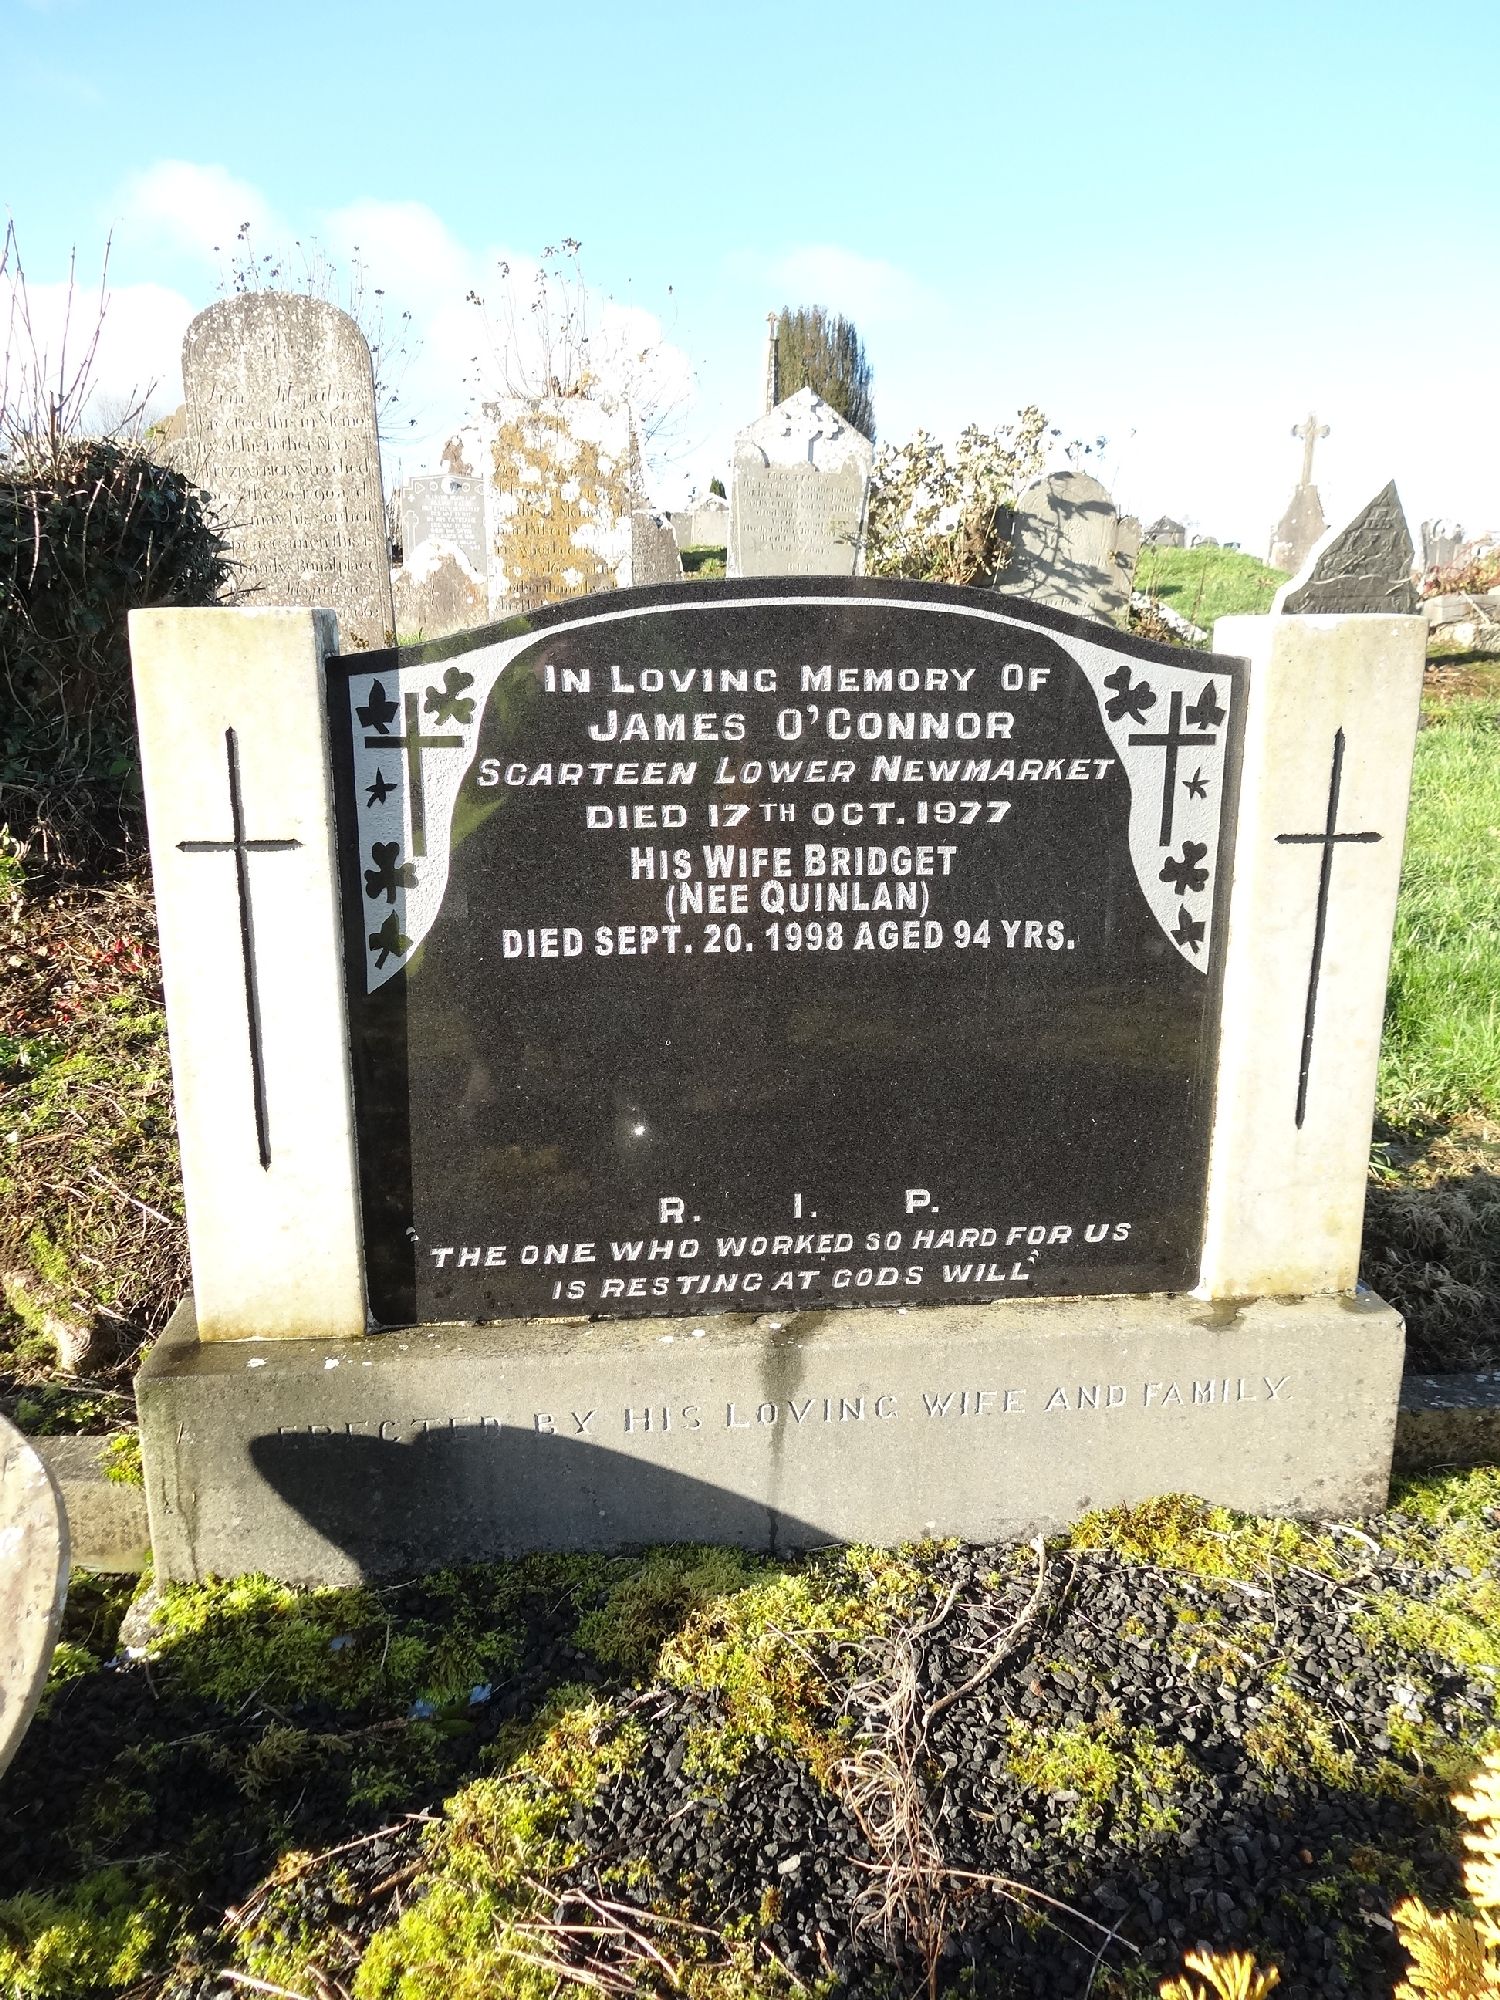 IN LOVING MEMORY OF
JAMES O'CONNOR
SCARTEEN LOWER NEWMARKET
DIED 17TH OCT. 1977
HIS WIFE BRIDGET
(NEE QUINLAN)
DIED SEPT. 20. 1998 AGED 94 YRS.
R. I. P.
"THE ONE WHO WORKED SO HARD FOR US
IS RESTING AT GODS WILL"
ERECTED BY HIS LOVING WIFE AND FAMILY.